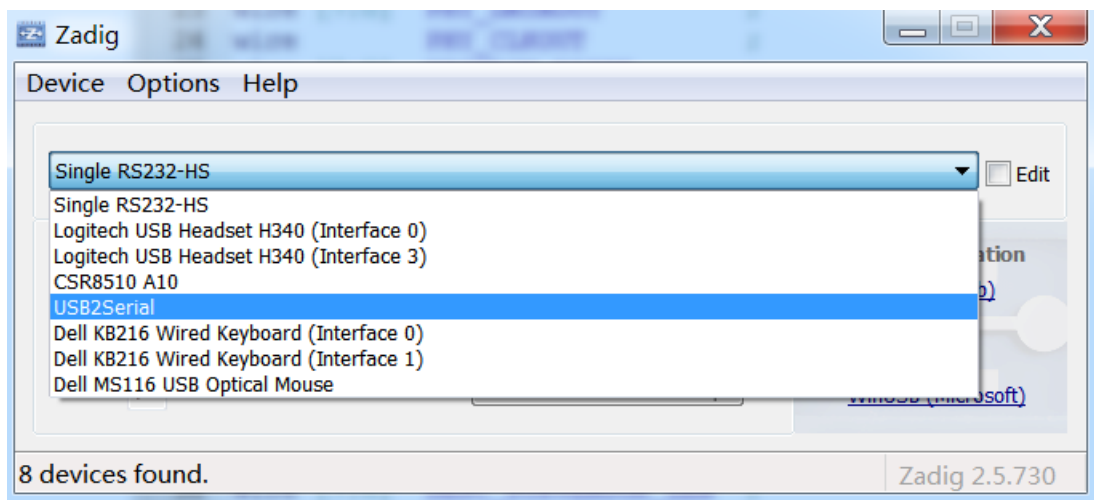 Zadig
Device Options Help
Single RS232-HS
Edit
Single RS232-HS
Logitech USB Headset H340 (Interface 0)
Logitech USB Headset H340 (Interface 3)
CSR8510 A10
USB2Serial
Dell KB216 Wired Keyboard (Interface 0)
Dell KB216 Wired Keyboard (Interface 1)
Dell MS116 USB Optical Mouse
WinUSB (Microsoft)
8 devices found.
Zadig 2.5.730